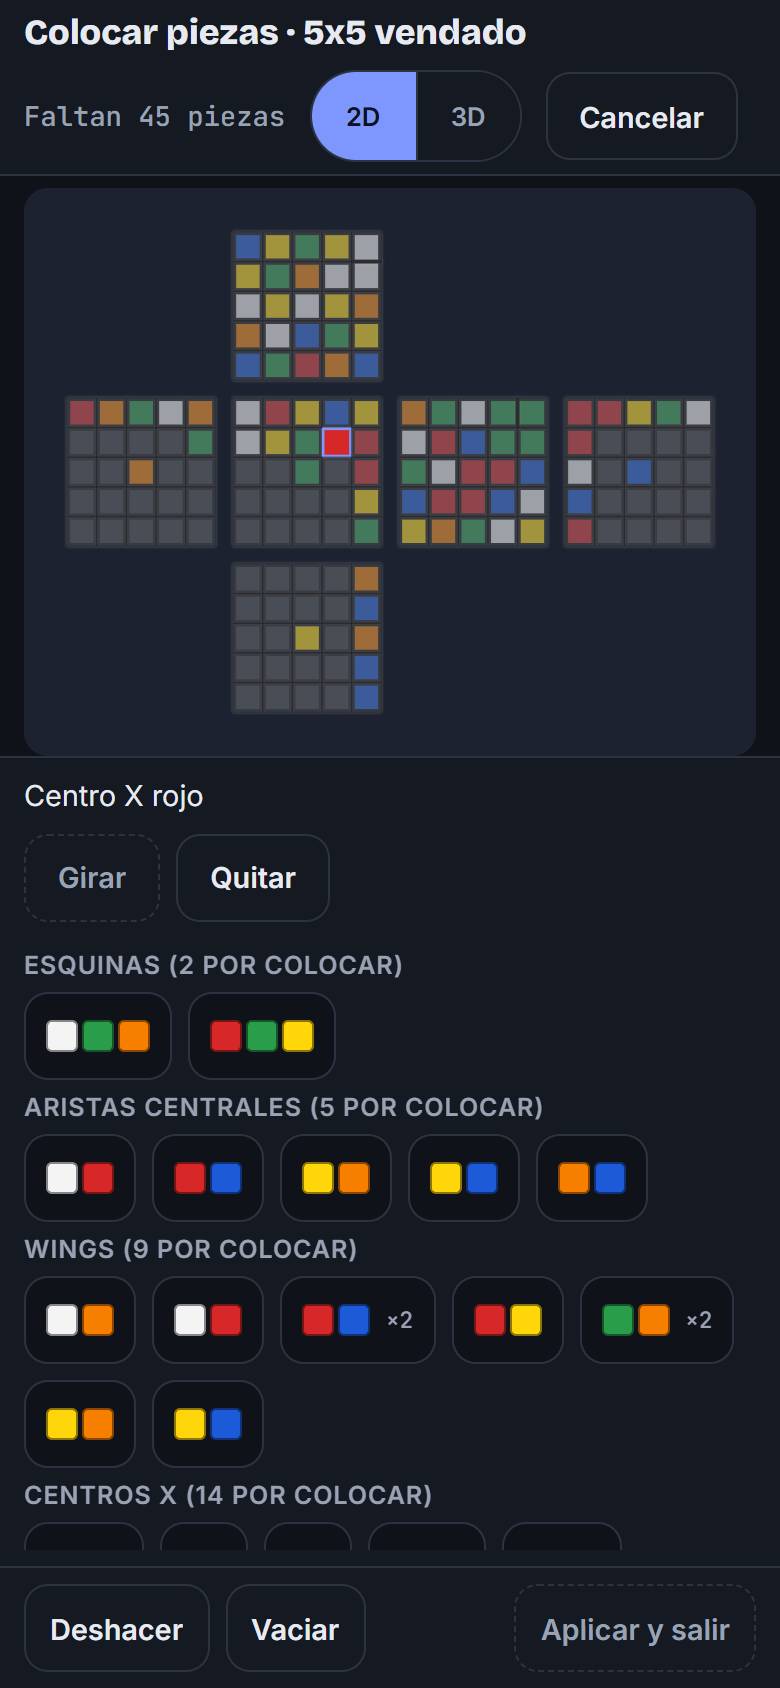 Colocar piezas · 5x5 vendado
Faltan 45 piezas
2D
3D
Cancelar
Centro X rojo
Girar
Quitar
ESQUINAS (2 POR COLOCAR)
ARISTAS CENTRALES (5 POR COLOCAR)
WINGS (9 POR COLOCAR)
×2
×2
CENTROS X (14 POR COLOCAR)
Deshacer
Vaciar
Aplicar y salir